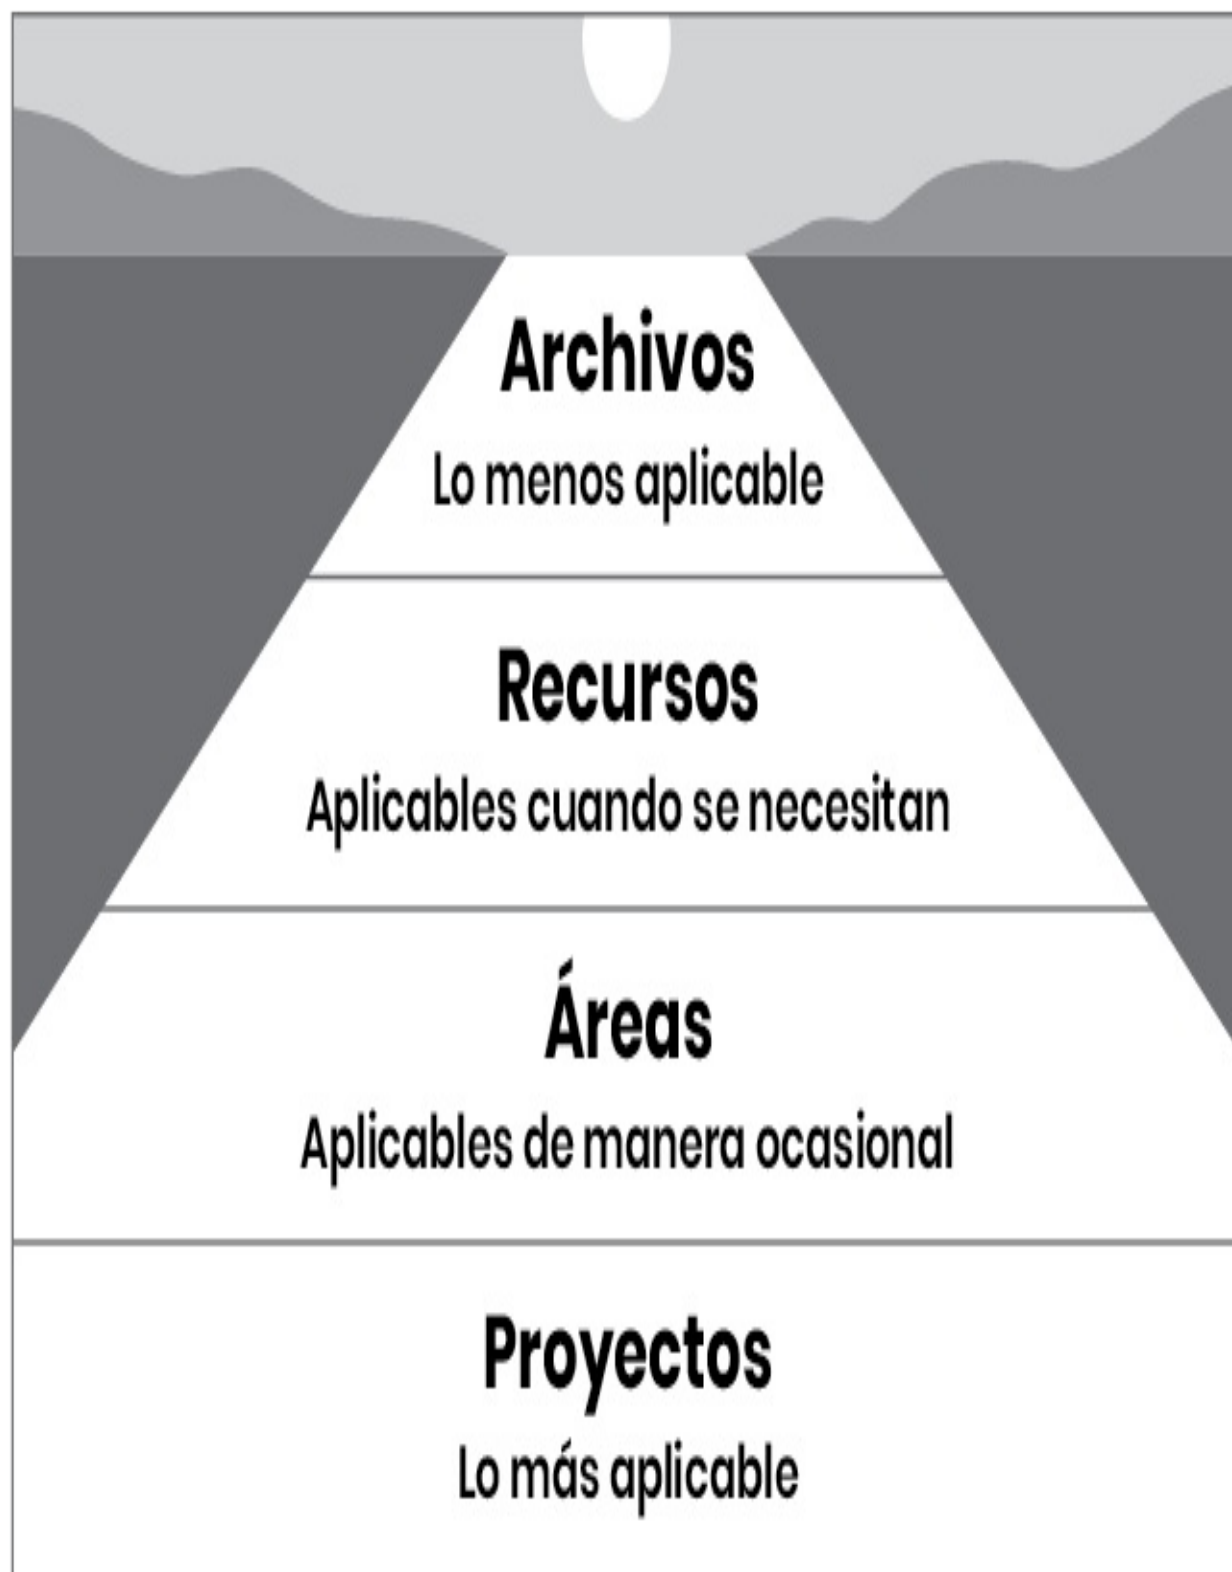 Archivos
Lo menos aplicable
Recursos
Aplicables cuando se necesitan
Áreas
Aplicables de manera ocasional
Proyectos
Lo más aplicable